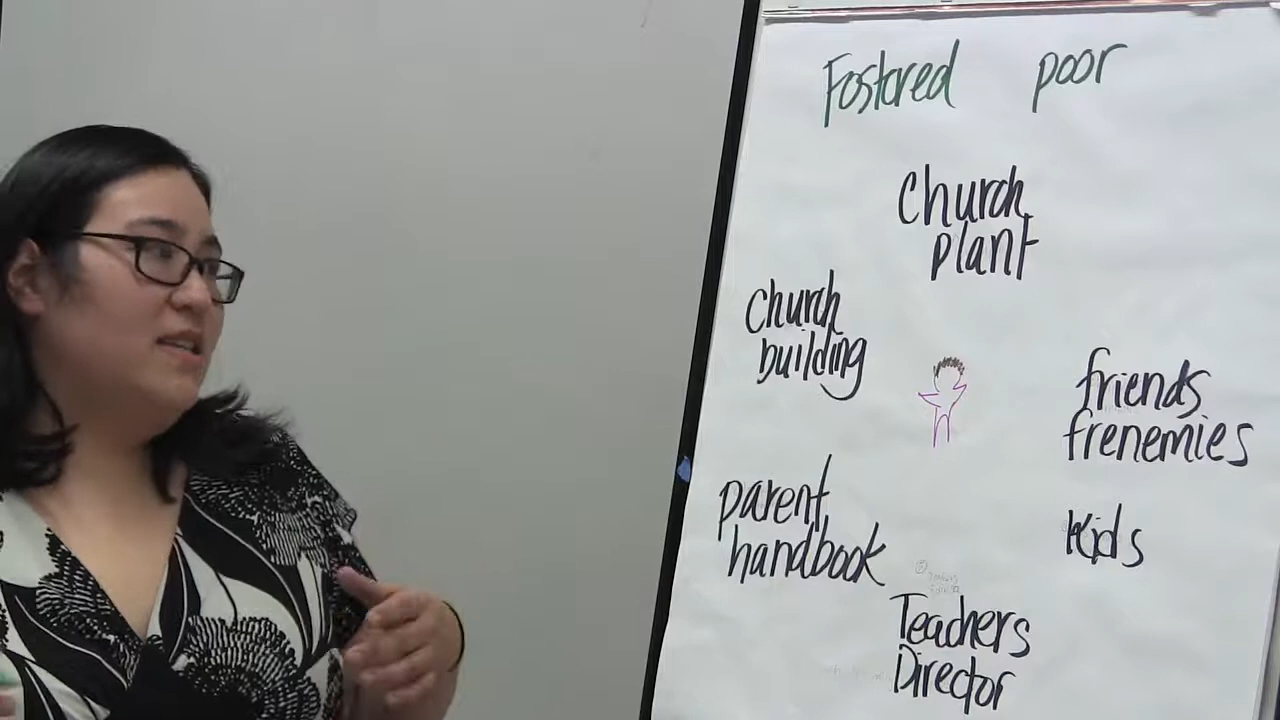 Fostered poor
Church
plant
Church
building
friends
frenemies
parent
handbook
Kids
Teachers
Director